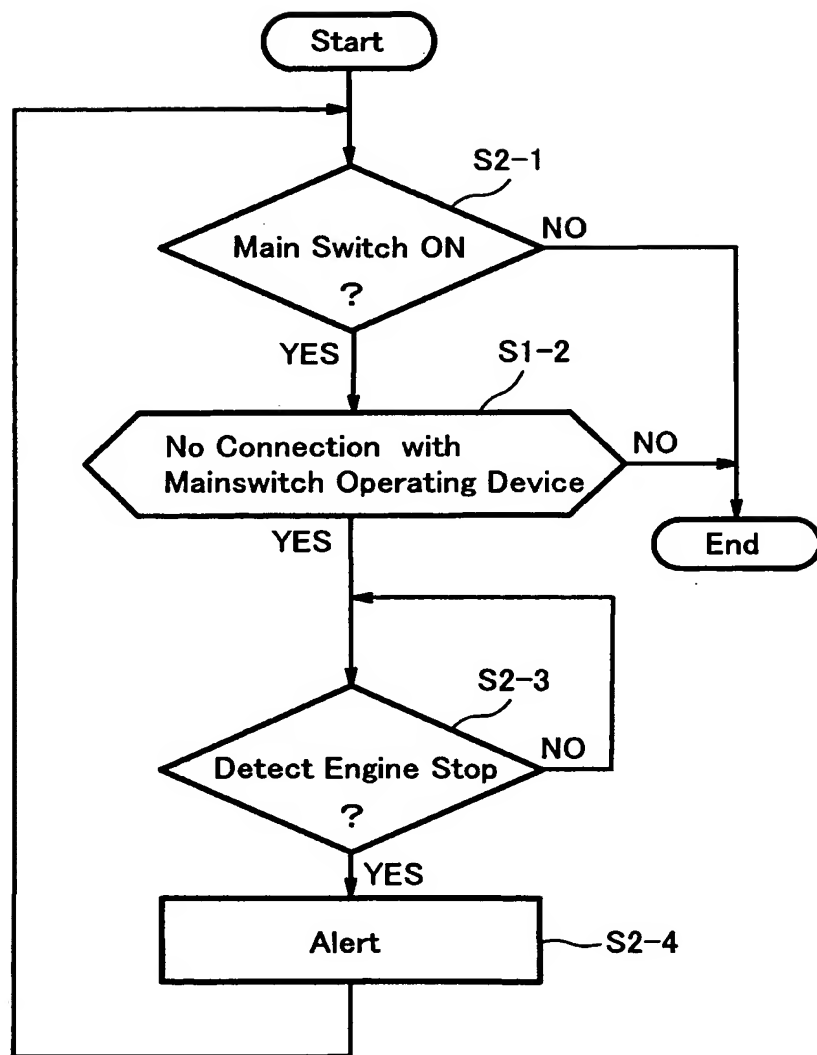 Start
S2-1
Main Switch ON
?
NO
YES
S1-2
No Connection with
Mainswitch Operating Device
NO
YES
End
S2-3
Detect Engine Stop
?
NO
YES
Alert
S2-4